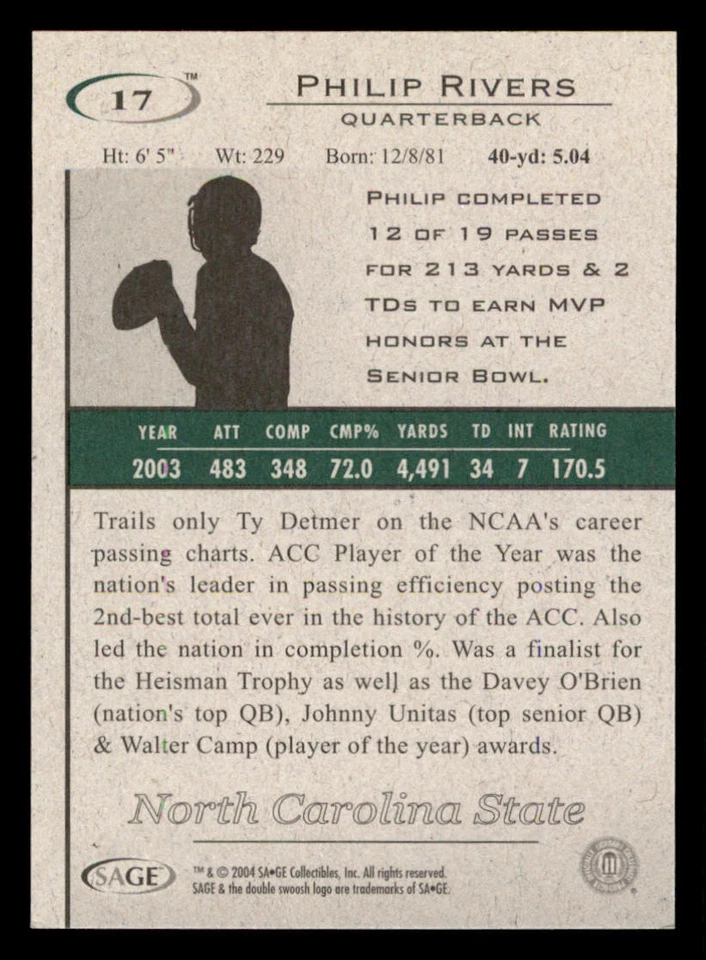 17
TM
PHILIP RIVERS
QUARTERBACK
Ht: 6' 5" Wt: 229 Born: 12/8/81 40-yd: 5.04
PHILIP COMPLETED
12 OF 19 PASSES
FOR 213 YARDS & 2
TDS TO EARN MVP
HONORS AT THE
SENIOR BOWL.
YEAR ATT COMP CMP% YARDS TD INT RATING
2003 483 348 72.0 4,491 34 7 170.5
Trails only Ty Detmer on the NCAA's career
passing charts. ACC Player of the Year was the
nation's leader in passing efficiency posting the
2nd-best total ever in the history of the ACC. Also
led the nation in completion %. Was a finalist for
the Heisman Trophy as well as the Davey O'Brien
(nation's top QB), Johnny Unitas (top senior QB)
& Walter Camp (player of the year) awards.
North Carolina State
SAGE
™ & © 2004 SA•GE Collectibles, Inc. All rights reserved.
SAGE & the double swoosh logo are trademarks of SA•GE.